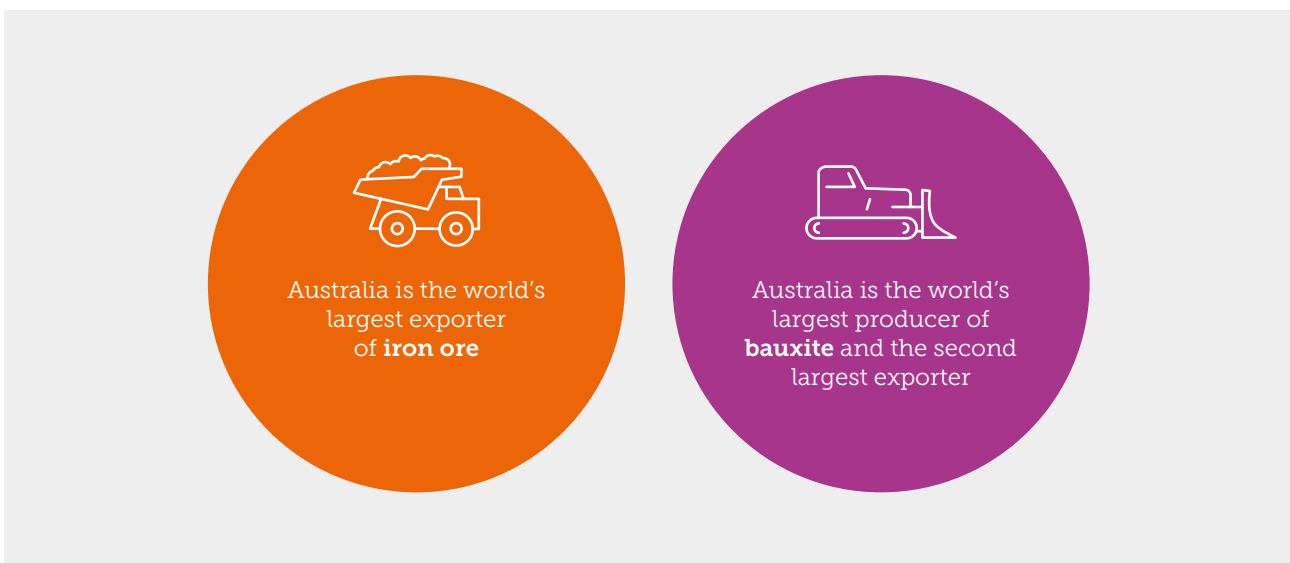 Australia is the world's
largest exporter
of iron ore
Australia is the world's
largest producer of
bauxite and the second
largest exporter